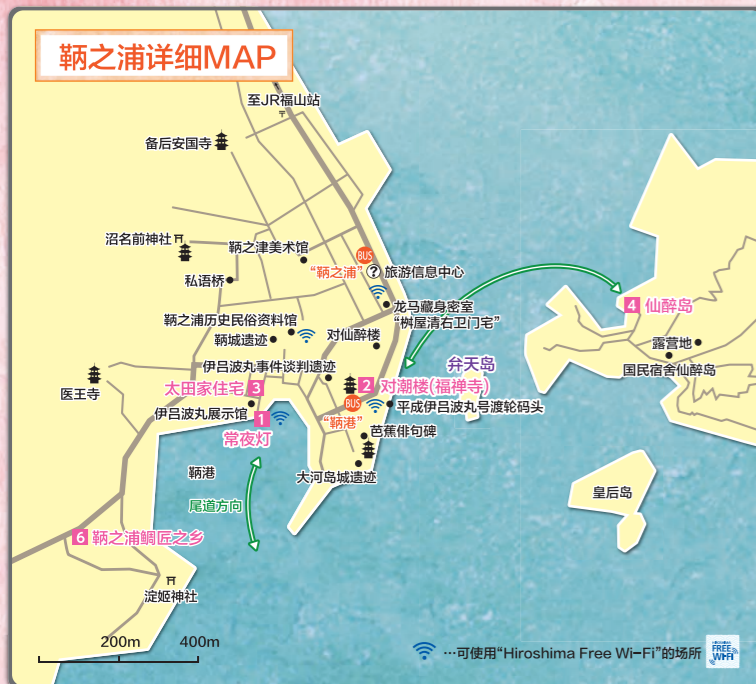 鞆之浦详细MAP
至JR福山站
备后安国寺
沼名前神社
鞆之津美术馆
BUS
“鞆之浦”
?
旅游信息中心
私语桥
龙马藏身密室
“桝屋清右卫门宅”
4 仙醉岛
鞆之浦历史民俗资料馆
鞆城遗迹
对仙醉楼
露营地
国民宿舍仙醉岛
弁天岛
伊吕波丸事件谈判遗迹
医王寺
太田家住宅 3
2 对潮楼(福禅寺)
BUS
伊吕波丸展示馆
平成伊吕波丸号渡轮码头
1
常夜灯
“鞆港”
芭蕉俳句碑
鞆港
大河岛城遗迹
皇后岛
尾道方向
6 鞆之浦鲷匠之乡
淀姬神社
200m 400m
…可使用“Hiroshima Free Wi-Fi”的场所
HIROSHIMA
FREE
Wi-Fi